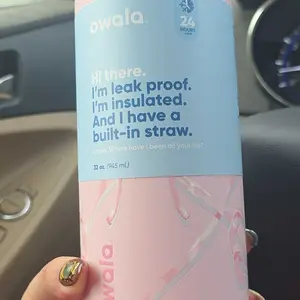 owala
24
Hi there.
I'm leak proof.
I'm insulated.
And I have a
built-in straw.
32 oz. (945 mL)
owala